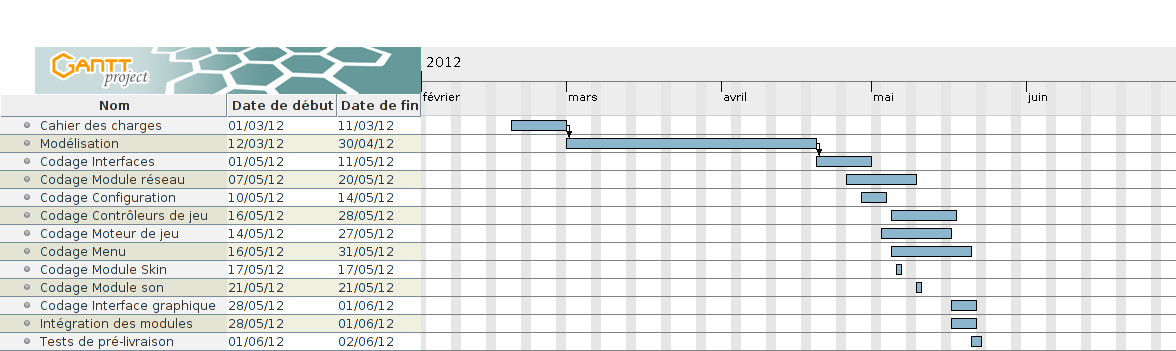 GANTT
project
2012
février mars avril mai juin
Nom Date de début Date de fin
Cahier des charges 01/03/12 11/03/12
Modélisation 12/03/12 30/04/12
Codage Interfaces 01/05/12 11/05/12
Codage Module réseau 07/05/12 20/05/12
Codage Configuration 10/05/12 14/05/12
Codage Contrôleurs de jeu 16/05/12 28/05/12
Codage Moteur de jeu 14/05/12 27/05/12
Codage Menu 16/05/12 31/05/12
Codage Module Skin 17/05/12 17/05/12
Codage Module son 21/05/12 21/05/12
Codage Interface graphique 28/05/12 01/06/12
Intégration des modules 28/05/12 01/06/12
Tests de pré-livraison 01/06/12 02/06/12